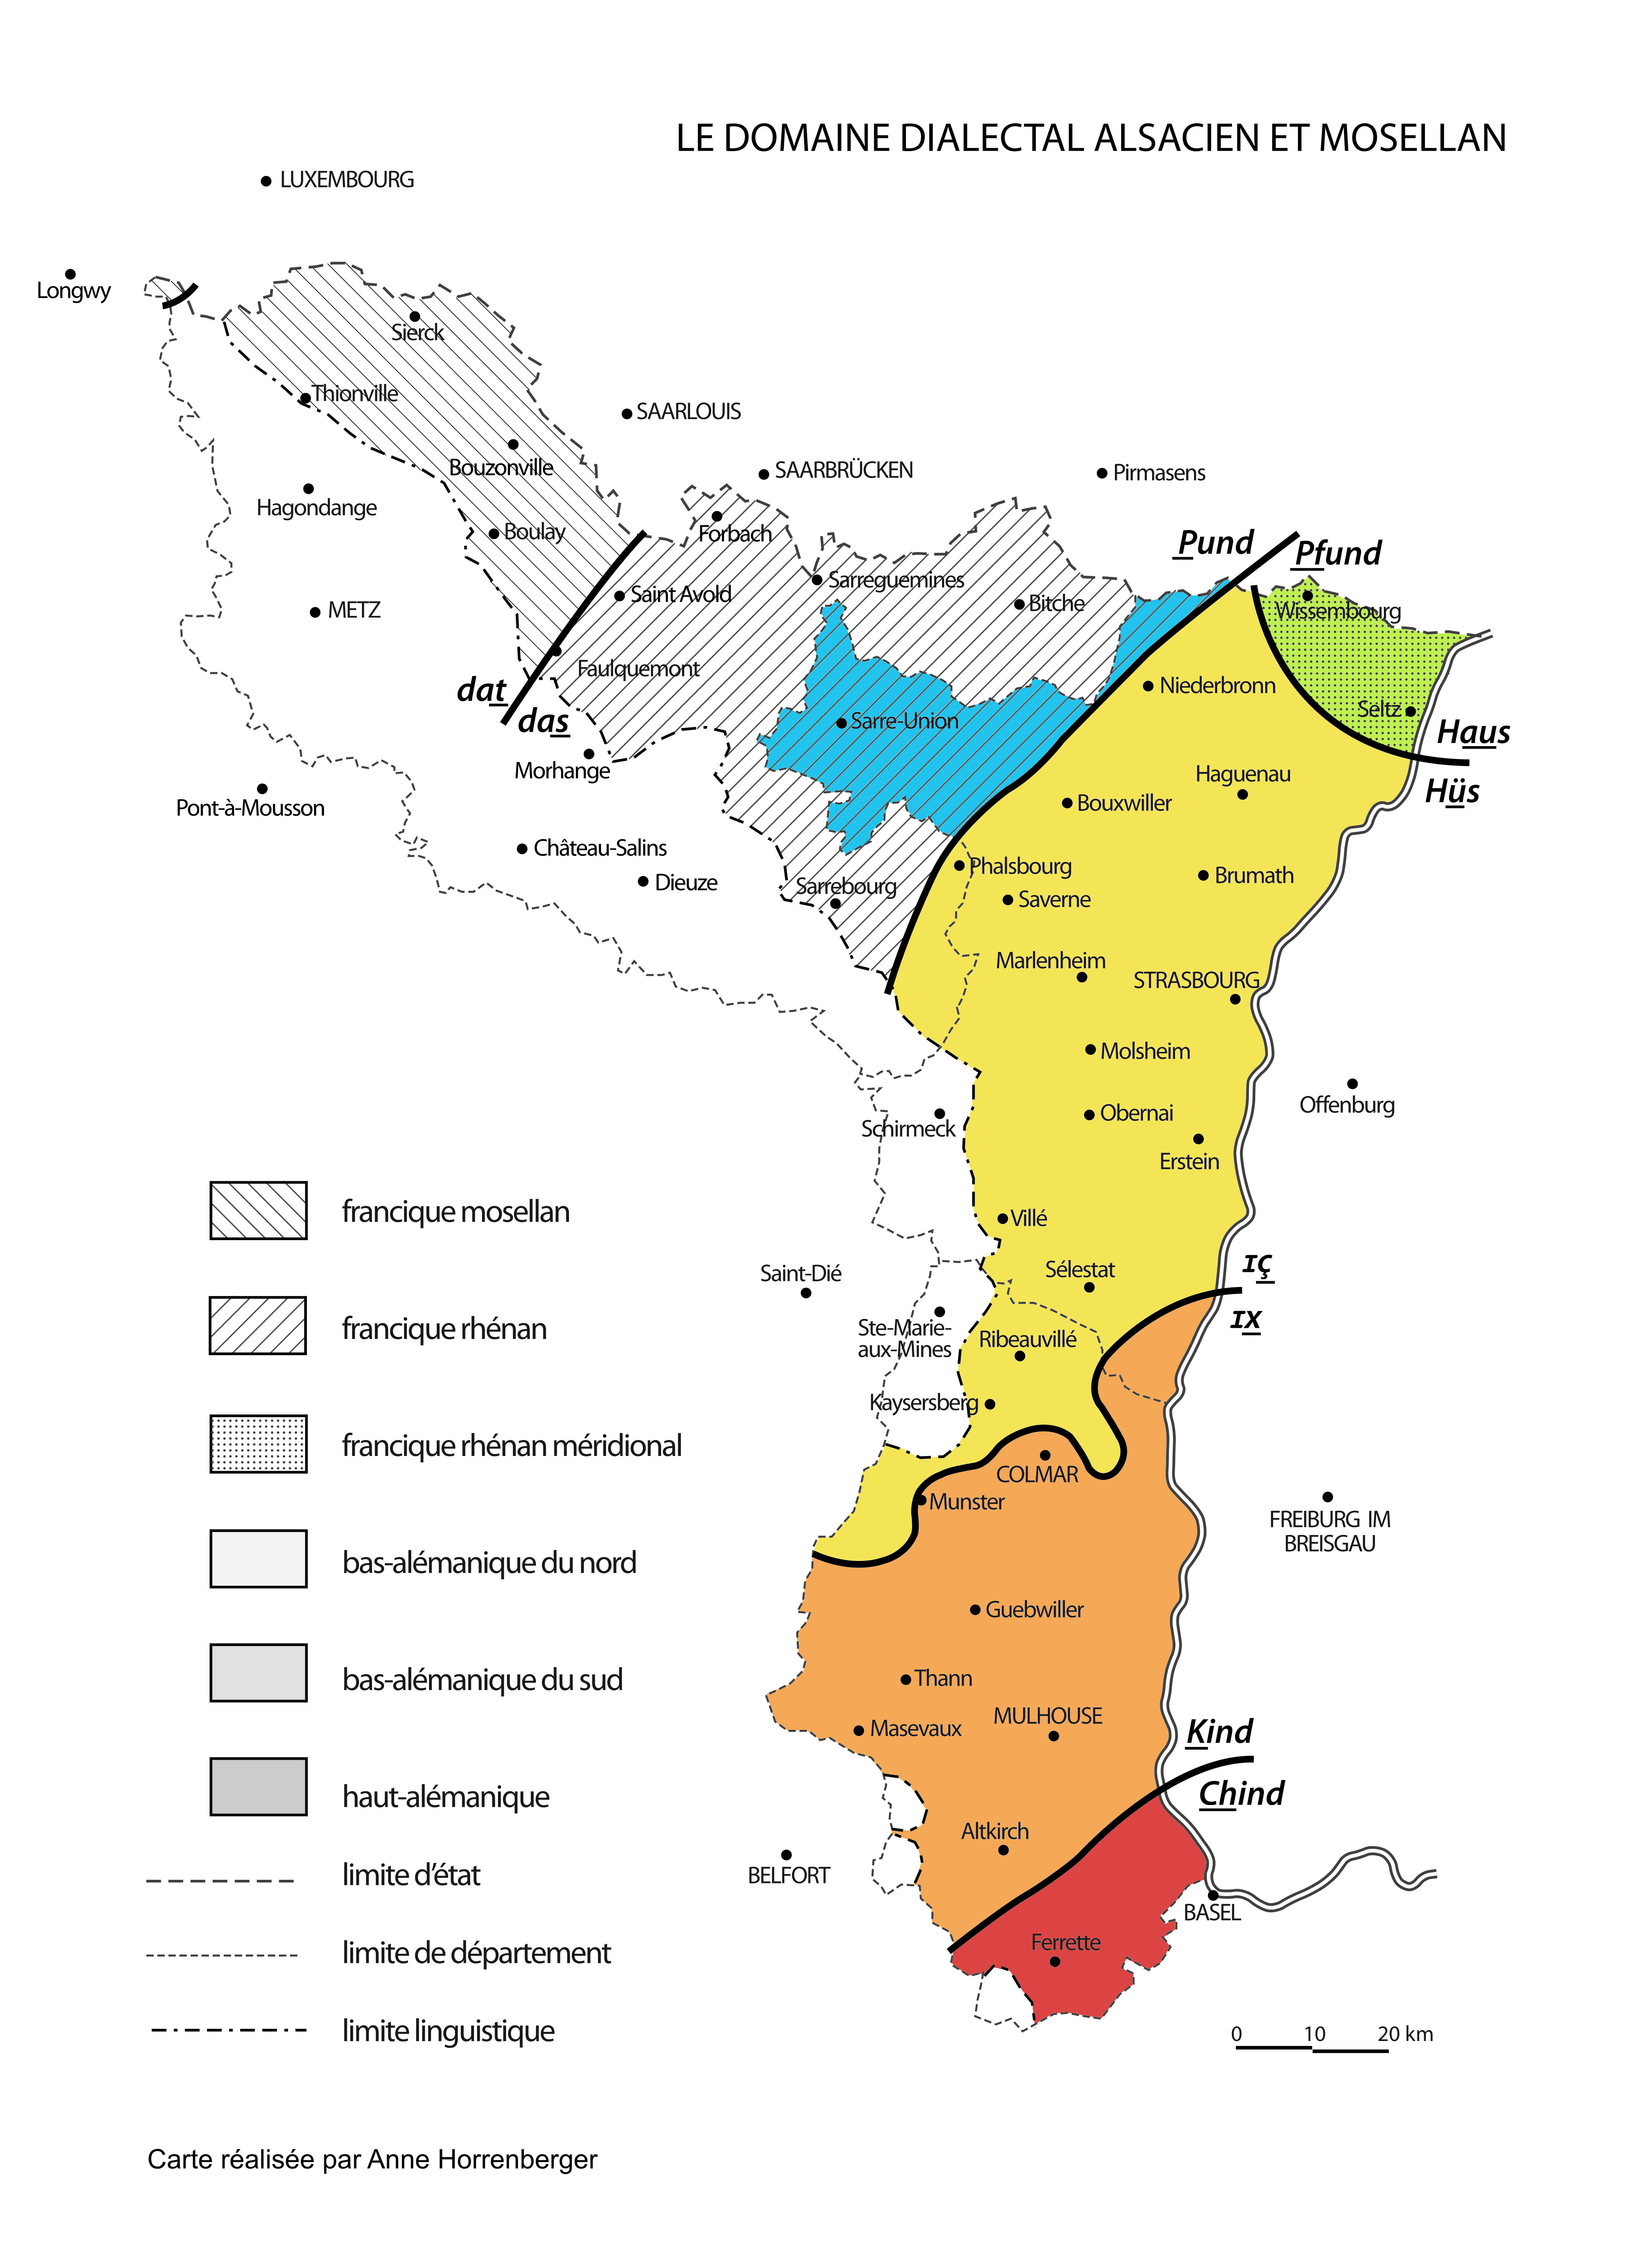 LE DOMAINE DIALECTAL ALSACIEN ET MOSELLAN
LUXEMBOURG
Longwy
Sierck
Thionville
SAARLOUIS
Bouzonville
SAARBRÜCKEN
Pirmasens
Hagondange
Boulay
Forbach
Pund
Pfund
Sarreguemines
Saint Avold
Bitche
Wissembourg
METZ
Faulquemont
dat
das
Niederbronn
Seltz
Sarre-Union
Haus
Hüs
Morhange
Haguenau
Pont-à-Mousson
Bouxwiller
Château-Salins
Dieuze
Phalsbourg
Sarrebourg
Saverne
Brumath
Marlenheim
STRASBOURG
Molsheim
Offenburg
Obernai
Schirmeck
Erstein
Villé
Saint-Dié
Sélestat
ɪç
ɪx
Ste-Marie-
aux-Mines
Ribeauvillé
Kaysersberg
COLMAR
Munster
FREIBURG IM
BREISGAU
Guebwiller
Thann
Masevaux
MULHOUSE
Kind
Chind
Altkirch
BELFORT
BASEL
Ferrette
francique mosellan
francique rhénan
francique rhénan méridional
bas-alémanique du nord
bas-alémanique du sud
haut-alémanique
limite d'état
limite de département
limite linguistique
0 10 20 km
Carte réalisée par Anne Horrenberger